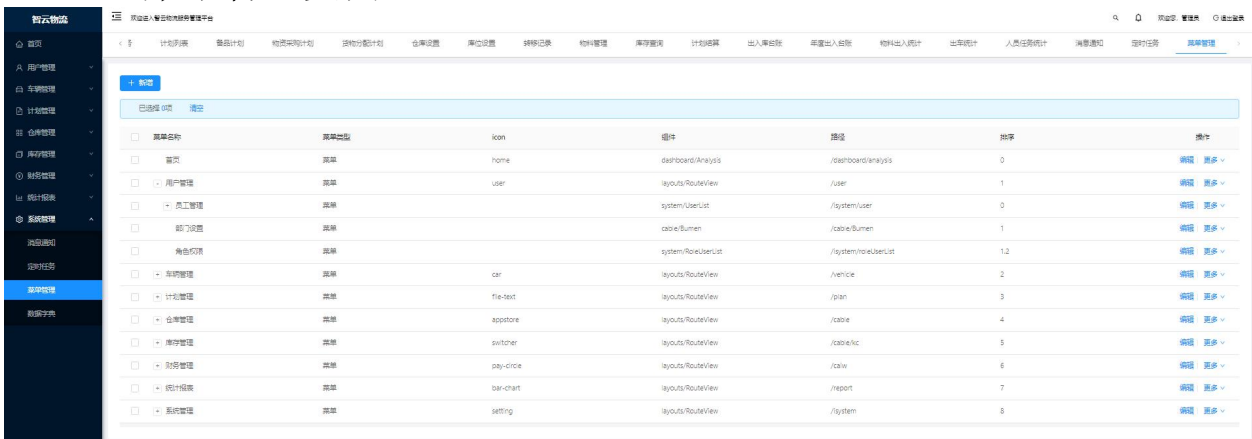 智云物流
欢迎进入智云物流服务管理平台
欢迎您，管理员 退出登录
首页
用户管理
车辆管理
计划管理
仓库管理
库存管理
财务管理
统计报表
系统管理
消息通知
定时任务
菜单管理
数据字典
计划列表 备品计划 物资采购计划 货物分配计划 仓库设置 库位设置 转移记录 物料管理 库存查询 计划结算 出入库台账 年度出入台账 物料出入统计 出车统计 人员任务统计 消息通知 定时任务 菜单管理
+ 新增
已选择 0项 清空
菜单名称 菜单类型 icon 组件 路径 排序 操作
首页 菜单 home dashboard/Analysis /dashboard/analysis 0 编辑 更多
用户管理 菜单 user layouts/RouteView /user 1 编辑 更多
员工管理 菜单 system/UserList /isystem/user 0 编辑 更多
部门设置 菜单 cable/Bumen /cable/Bumen 1 编辑 更多
角色权限 菜单 system/RoleUserList /isystem/roleUserList 1.2 编辑 更多
车辆管理 菜单 car layouts/RouteView /vehicle 2 编辑 更多
计划管理 菜单 file-text layouts/RouteView /plan 3 编辑 更多
仓库管理 菜单 appstore layouts/RouteView /cable 4 编辑 更多
库存管理 菜单 switcher layouts/RouteView /cable/kc 5 编辑 更多
财务管理 菜单 pay-circle layouts/RouteView /caiw 6 编辑 更多
统计报表 菜单 bar-chart layouts/RouteView /report 7 编辑 更多
系统管理 菜单 setting layouts/RouteView /isystem 8 编辑 更多